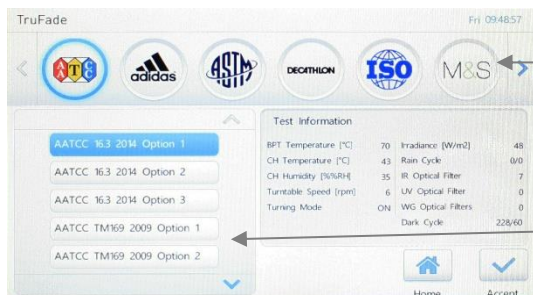 TruFade
Fri 09:48:57
AATCC
adidas
ASTM
DECATHLON
ISO
M&S
AATCC 16.3 2014 Option 1
AATCC 16.3 2014 Option 2
AATCC 16.3 2014 Option 3
AATCC TM169 2009 Option 1
AATCC TM169 2009 Option 2
Test Information
BPT Temperature [°C] 70
CH Temperature [°C] 43
CH Humidity [%%RH] 35
Turntable Speed [rpm] 6
Turning Mode ON
Irradiance [W/m2] 48
Rain Cycle 0/0
IR Optical Filter 7
UV Optical Filter 0
WG Optical Filters 0
Dark Cycle 228/60
Home
Accept